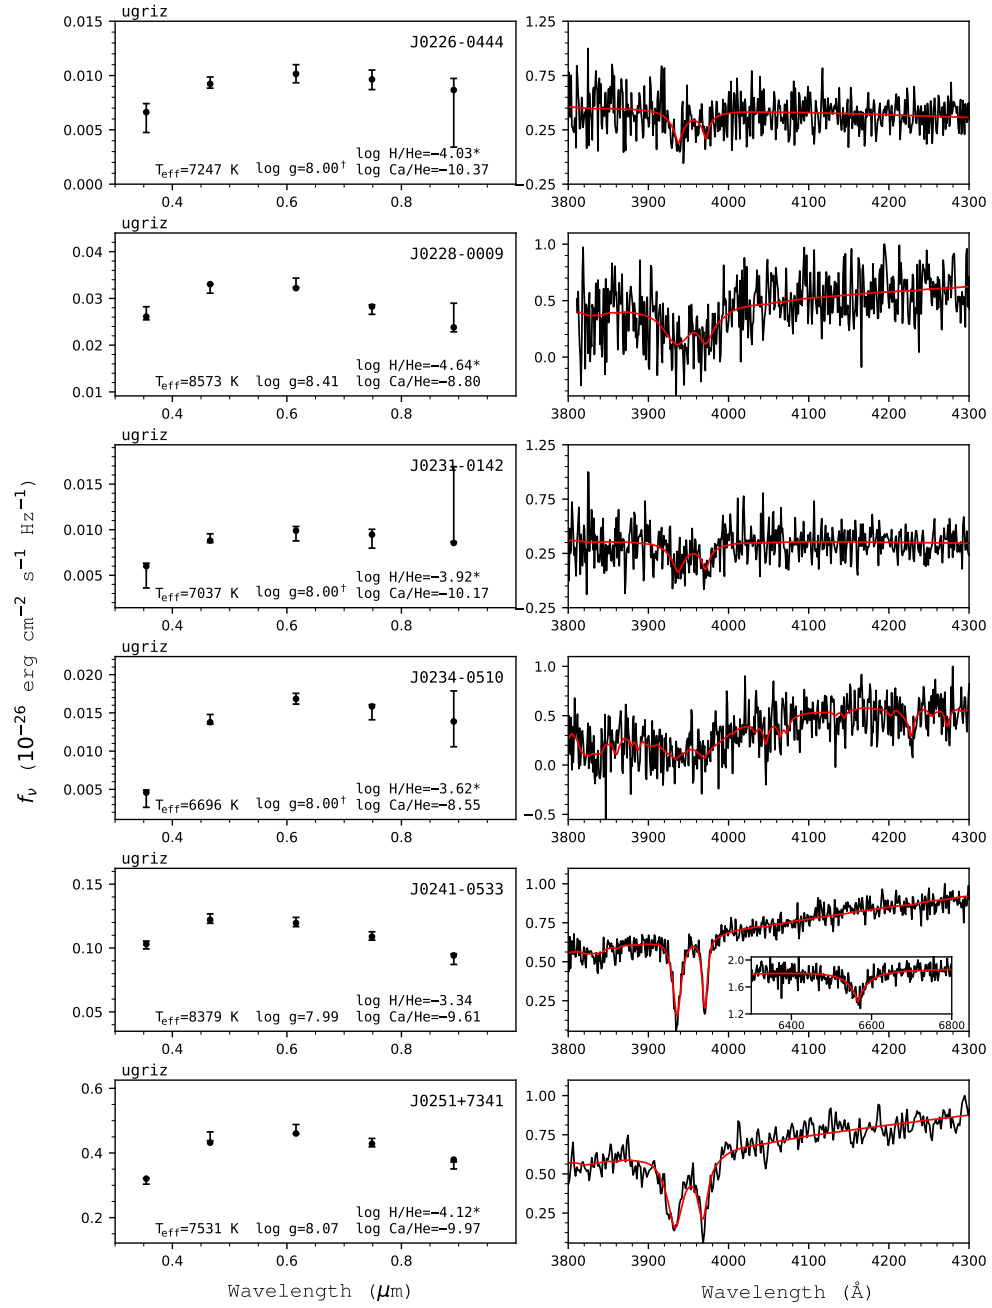 ugriz
J0226-0444
log H/He=−4.03*
T_eff=7247 K log g=8.00† log Ca/He=−10.37
0.015
0.010
0.005
0.000
0.4 0.6 0.8
1.25
0.75
0.25
−0.25
3800 3900 4000 4100 4200 4300
ugriz
J0228-0009
log H/He=−4.64*
T_eff=8573 K log g=8.41 log Ca/He=−8.80
0.04
0.03
0.02
0.01
0.4 0.6 0.8
1.0
0.5
0.0
3800 3900 4000 4100 4200 4300
ugriz
J0231-0142
log H/He=−3.92*
T_eff=7037 K log g=8.00† log Ca/He=−10.17
0.015
0.010
0.005
0.4 0.6 0.8
1.25
0.75
0.25
−0.25
3800 3900 4000 4100 4200 4300
ugriz
J0234-0510
log H/He=−3.62*
T_eff=6696 K log g=8.00† log Ca/He=−8.55
0.020
0.015
0.010
0.005
0.4 0.6 0.8
1.0
0.5
0.0
−0.5
3800 3900 4000 4100 4200 4300
ugriz
J0241-0533
log H/He=−3.34
T_eff=8379 K log g=7.99 log Ca/He=−9.61
0.15
0.10
0.05
0.4 0.6 0.8
1.00
0.75
0.50
0.25
2.0
1.6
1.2
6400 6600 6800
3800 3900 4000 4100 4200 4300
ugriz
J0251+7341
log H/He=−4.12*
T_eff=7531 K log g=8.07 log Ca/He=−9.97
0.6
0.4
0.2
0.4 0.6 0.8
1.00
0.75
0.50
0.25
3800 3900 4000 4100 4200 4300
f_ν (10⁻²⁶ erg cm⁻² s⁻¹ Hz⁻¹)
Wavelength (μm)
Wavelength (Å)